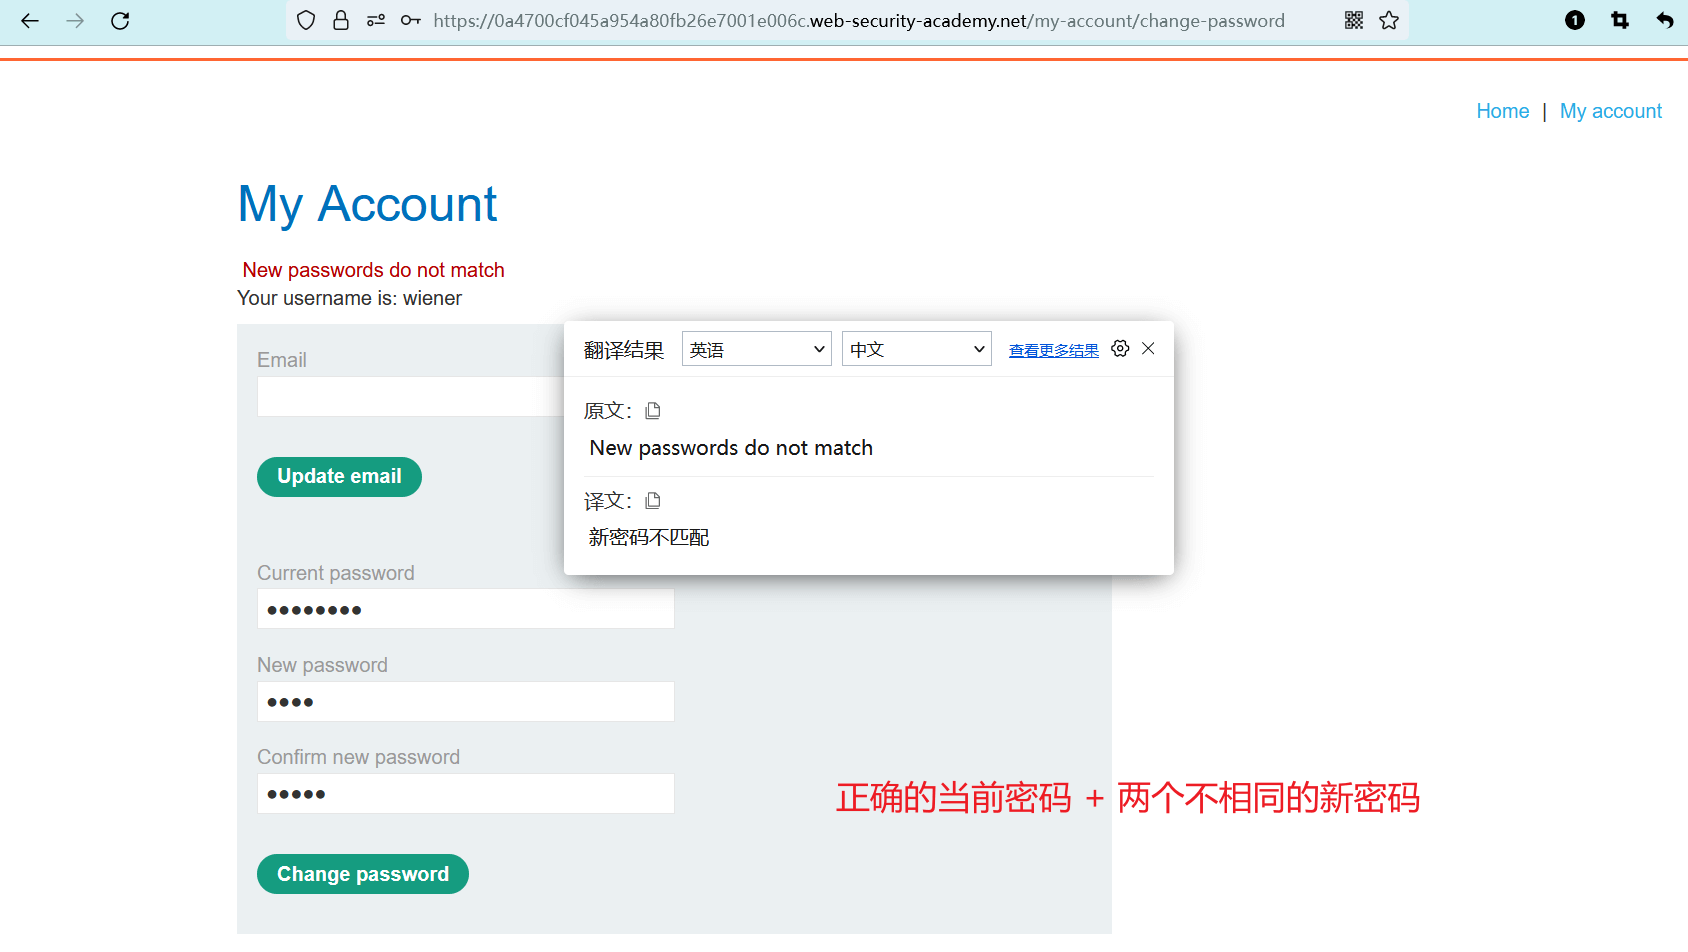 https://0a4700cf045a954a80fb26e7001e006c.web-security-academy.net/my-account/change-password
1
Home | My account
My Account
New passwords do not match
Your username is: wiener
Email
翻译结果 英语 中文 查看更多结果
原文：
New passwords do not match
译文：
新密码不匹配
Update email
Current password
New password
Confirm new password
正确的当前密码 + 两个不相同的新密码
Change password